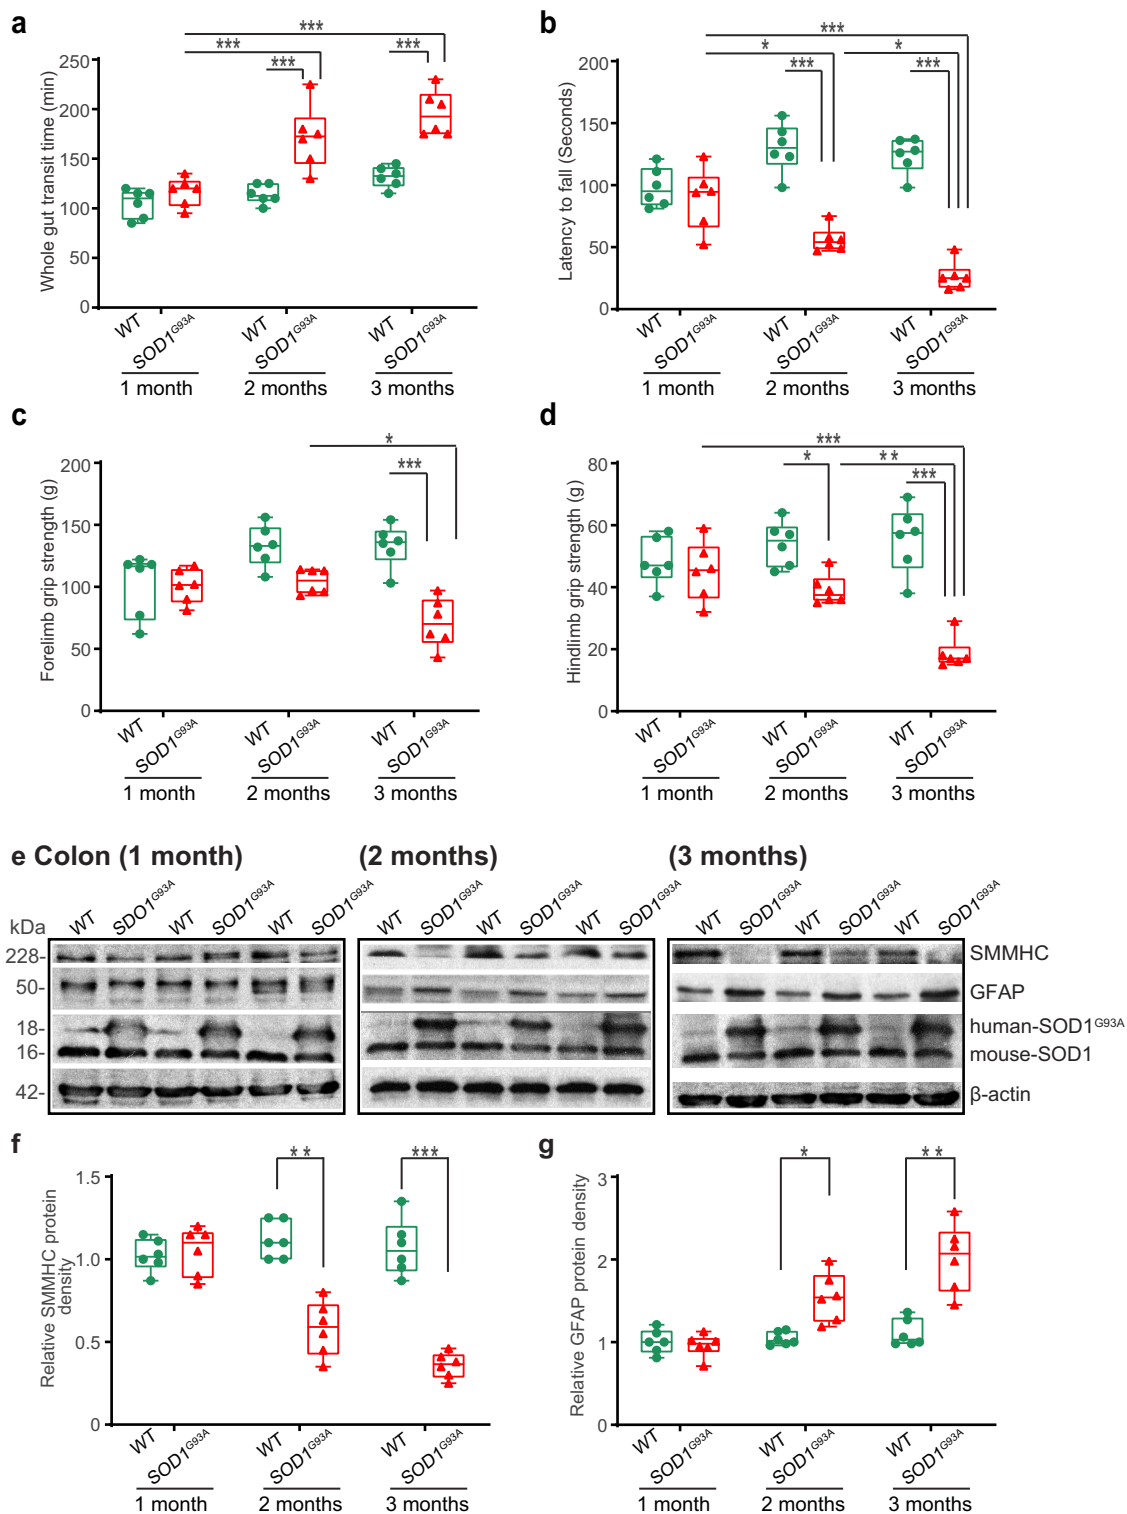 a
***
***
***
***
Whole gut transit time (min)
250
200
150
100
50
0
WT
SOD1G93A
WT
SOD1G93A
WT
SOD1G93A
1 month
2 months
3 months
b
***
*
*
***
***
Latency to fall (Seconds)
200
150
100
50
0
WT
SOD1G93A
WT
SOD1G93A
WT
SOD1G93A
1 month
2 months
3 months
c
*
***
Forelimb grip strength (g)
200
150
100
50
0
WT
SOD1G93A
WT
SOD1G93A
WT
SOD1G93A
1 month
2 months
3 months
d
***
*
**
***
Hindlimb grip strength (g)
80
60
40
20
0
WT
SOD1G93A
WT
SOD1G93A
WT
SOD1G93A
1 month
2 months
3 months
e Colon (1 month)
(2 months)
(3 months)
kDa
WT
SDO1G93A
WT
SOD1G93A
WT
SOD1G93A
WT
SOD1G93A
WT
SOD1G93A
WT
SOD1G93A
WT
SOD1G93A
WT
SOD1G93A
WT
SOD1G93A
228-
SMMHC
50-
GFAP
18-
human-SOD1G93A
16-
mouse-SOD1
42-
β-actin
f
**
***
Relative SMMHC protein
density
1.5
1.0
0.5
0
WT
SOD1G93A
WT
SOD1G93A
WT
SOD1G93A
1 month
2 months
3 months
g
*
**
Relative GFAP protein density
3
2
1
0
WT
SOD1G93A
WT
SOD1G93A
WT
SOD1G93A
1 month
2 months
3 months